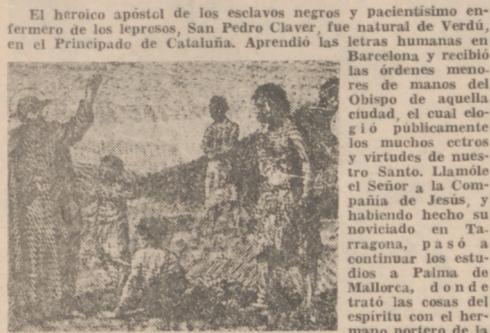 El heroico apóstol de los esclavos negros y pacientísimo en-
fermero de los leprosos, San Pedro Claver, fue natural de Verdú,
en el Principado de Cataluña. Aprendió las letras humanas en
Barcelona y recibió
las órdenes meno-
res de manos del
Obispo de aquella
ciudad, el cual elo-
gió públicamente
los muchos ectros
y virtudes de nues-
tro Santo. Llamóle
el Señor a la Com-
pañía de Jesús, y
habiendo hecho su
noviciado en Ta-
rragona, pasó a
continuar los estu-
dios a Palma de
Mallorca, donde
trató las cosas del
espíritu con el her-
mano portero de la